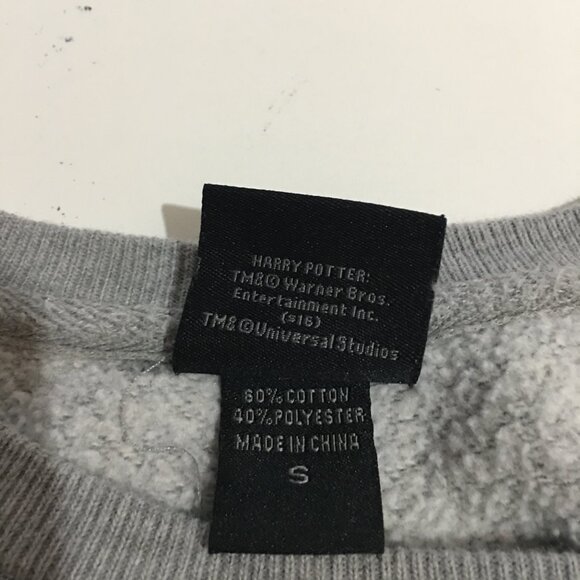 HARRY POTTER:
TM&© Warner Bros.
Entertainment Inc.
(s16)
TM&©Universal Studios
60% COTTON
40% POLYESTER
MADE IN CHINA
S